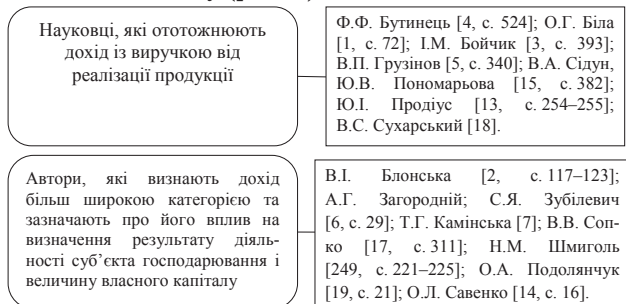 Науковці, які ототожнюють
дохід із виручкою від
реалізації продукції
Ф.Ф. Бутинець [4, с. 524]; О.Г. Біла
[1, с. 72]; І.М. Бойчик [3, с. 393];
В.П. Грузінов [5, с. 340]; В.А. Сідун,
Ю.В. Пономарьова [15, с. 382];
Ю.І. Продіус [13, с. 254–255];
В.С. Сухарський [18].
Автори, які визнають дохід
більш широкою категорією та
зазначають про його вплив на
визначення результату діяль-
ності суб’єкта господарювання і
величину власного капіталу
В.І. Блонська [2, с. 117–123];
А.Г. Загородній; С.Я. Зубілевич
[6, с. 29]; Т.Г. Камінська [7]; В.В. Соп-
ко [17, с. 311]; Н.М. Шмиголь
[249, с. 221–225]; О.А. Подолянчук
[19, с. 21]; О.Л. Савенко [14, с. 16].